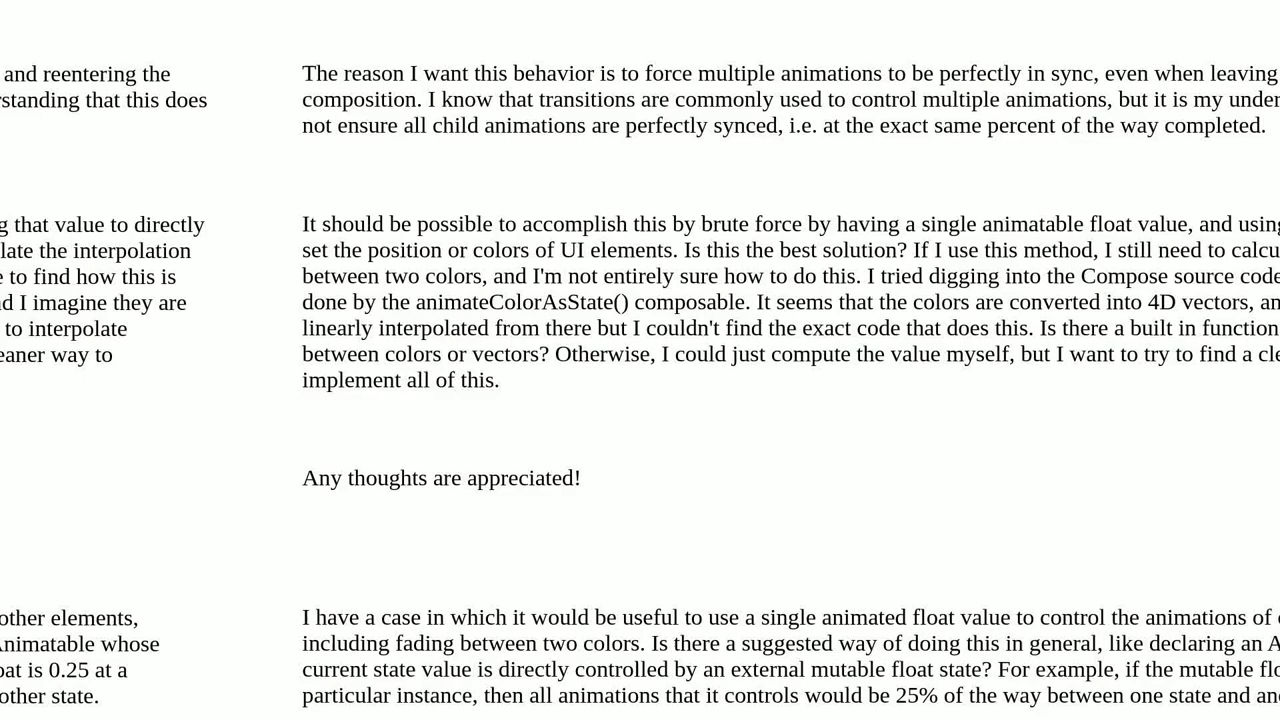 and reentering the
rstanding that this does
g that value to directly
late the interpolation
e to find how this is
d I imagine they are
to interpolate
eaner way to
other elements,
Animatable whose
oat is 0.25 at a
other state.
The reason I want this behavior is to force multiple animations to be perfectly in sync, even when leaving
composition. I know that transitions are commonly used to control multiple animations, but it is my under
not ensure all child animations are perfectly synced, i.e. at the exact same percent of the way completed.
It should be possible to accomplish this by brute force by having a single animatable float value, and using
set the position or colors of UI elements. Is this the best solution? If I use this method, I still need to calcu
between two colors, and I'm not entirely sure how to do this. I tried digging into the Compose source code
done by the animateColorAsState() composable. It seems that the colors are converted into 4D vectors, an
linearly interpolated from there but I couldn't find the exact code that does this. Is there a built in function
between colors or vectors? Otherwise, I could just compute the value myself, but I want to try to find a cle
implement all of this.
Any thoughts are appreciated!
I have a case in which it would be useful to use a single animated float value to control the animations of
including fading between two colors. Is there a suggested way of doing this in general, like declaring an A
current state value is directly controlled by an external mutable float state? For example, if the mutable flo
particular instance, then all animations that it controls would be 25% of the way between one state and an